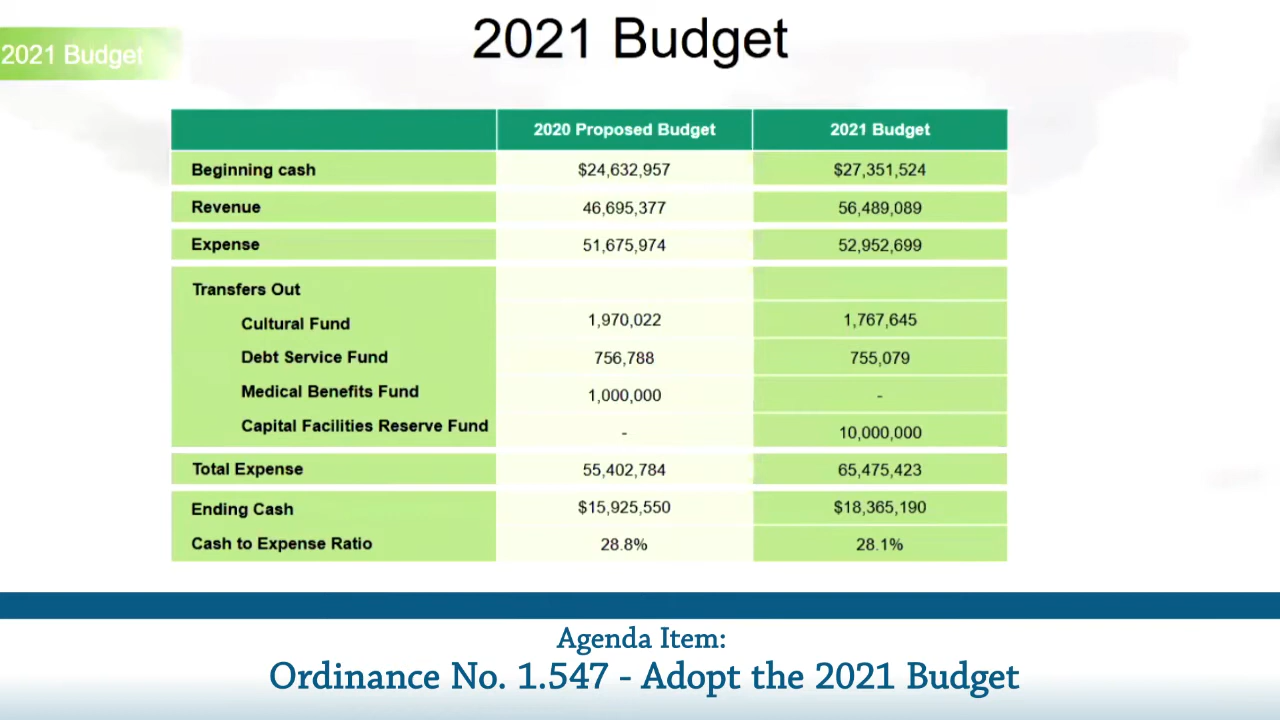 2021 Budget
2021 Budget
2020 Proposed Budget 2021 Budget
Beginning cash $24,632,957 $27,351,524
Revenue 46,695,377 56,489,089
Expense 51,675,974 52,952,699
Transfers Out
Cultural Fund 1,970,022 1,767,645
Debt Service Fund 756,788 755,079
Medical Benefits Fund 1,000,000 -
Capital Facilities Reserve Fund - 10,000,000
Total Expense 55,402,784 65,475,423
Ending Cash $15,925,550 $18,365,190
Cash to Expense Ratio 28.8% 28.1%
Agenda Item:
Ordinance No. 1.547 - Adopt the 2021 Budget